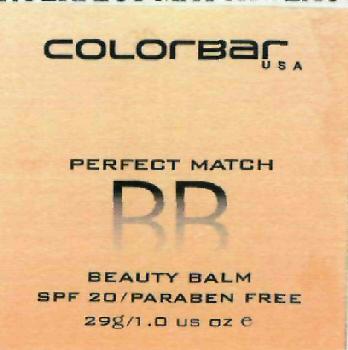 COLORBAR
USA
PERFECT MATCH
BB
BEAUTY BALM
SPF 20/PARABEN FREE
29g/1.0 US OZ e